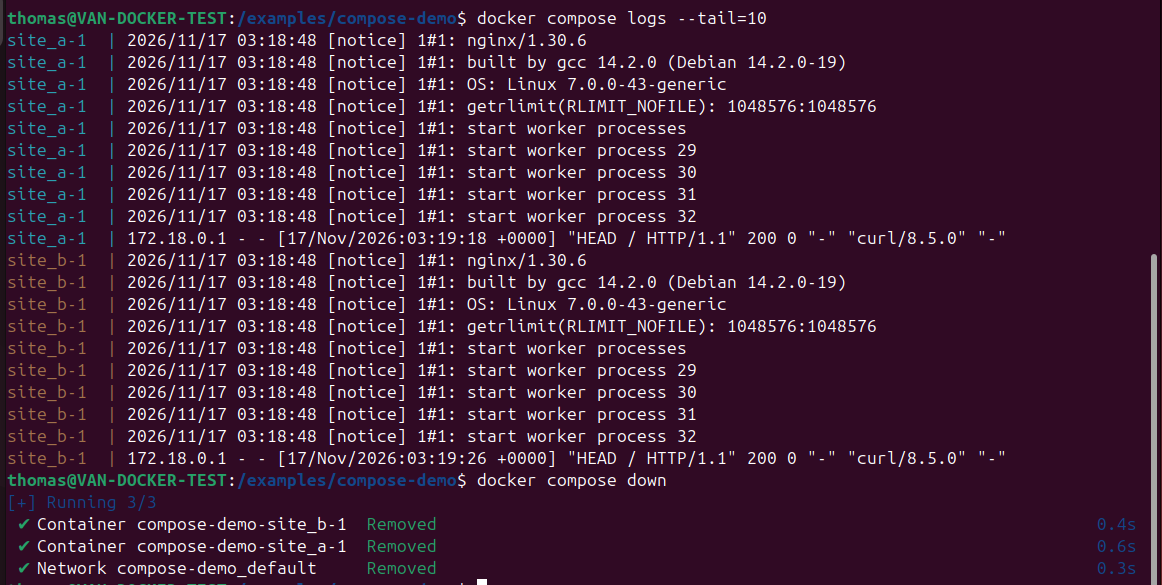 thomas@VAN-DOCKER-TEST:/examples/compose-demo$ docker compose logs --tail=10
site_a-1  | 2026/11/17 03:18:48 [notice] 1#1: nginx/1.30.6
site_a-1  | 2026/11/17 03:18:48 [notice] 1#1: built by gcc 14.2.0 (Debian 14.2.0-19)
site_a-1  | 2026/11/17 03:18:48 [notice] 1#1: OS: Linux 7.0.0-43-generic
site_a-1  | 2026/11/17 03:18:48 [notice] 1#1: getrlimit(RLIMIT_NOFILE): 1048576:1048576
site_a-1  | 2026/11/17 03:18:48 [notice] 1#1: start worker processes
site_a-1  | 2026/11/17 03:18:48 [notice] 1#1: start worker process 29
site_a-1  | 2026/11/17 03:18:48 [notice] 1#1: start worker process 30
site_a-1  | 2026/11/17 03:18:48 [notice] 1#1: start worker process 31
site_a-1  | 2026/11/17 03:18:48 [notice] 1#1: start worker process 32
site_a-1  | 172.18.0.1 - - [17/Nov/2026:03:19:18 +0000] "HEAD / HTTP/1.1" 200 0 "-" "curl/8.5.0" "-"
site_b-1  | 2026/11/17 03:18:48 [notice] 1#1: nginx/1.30.6
site_b-1  | 2026/11/17 03:18:48 [notice] 1#1: built by gcc 14.2.0 (Debian 14.2.0-19)
site_b-1  | 2026/11/17 03:18:48 [notice] 1#1: OS: Linux 7.0.0-43-generic
site_b-1  | 2026/11/17 03:18:48 [notice] 1#1: getrlimit(RLIMIT_NOFILE): 1048576:1048576
site_b-1  | 2026/11/17 03:18:48 [notice] 1#1: start worker processes
site_b-1  | 2026/11/17 03:18:48 [notice] 1#1: start worker process 29
site_b-1  | 2026/11/17 03:18:48 [notice] 1#1: start worker process 30
site_b-1  | 2026/11/17 03:18:48 [notice] 1#1: start worker process 31
site_b-1  | 2026/11/17 03:18:48 [notice] 1#1: start worker process 32
site_b-1  | 172.18.0.1 - - [17/Nov/2026:03:19:26 +0000] "HEAD / HTTP/1.1" 200 0 "-" "curl/8.5.0" "-"
thomas@VAN-DOCKER-TEST:/examples/compose-demo$ docker compose down
[+] Running 3/3
✔ Container compose-demo-site_b-1  Removed 0.4s
✔ Container compose-demo-site_a-1  Removed 0.6s
✔ Network compose-demo_default     Removed 0.3s